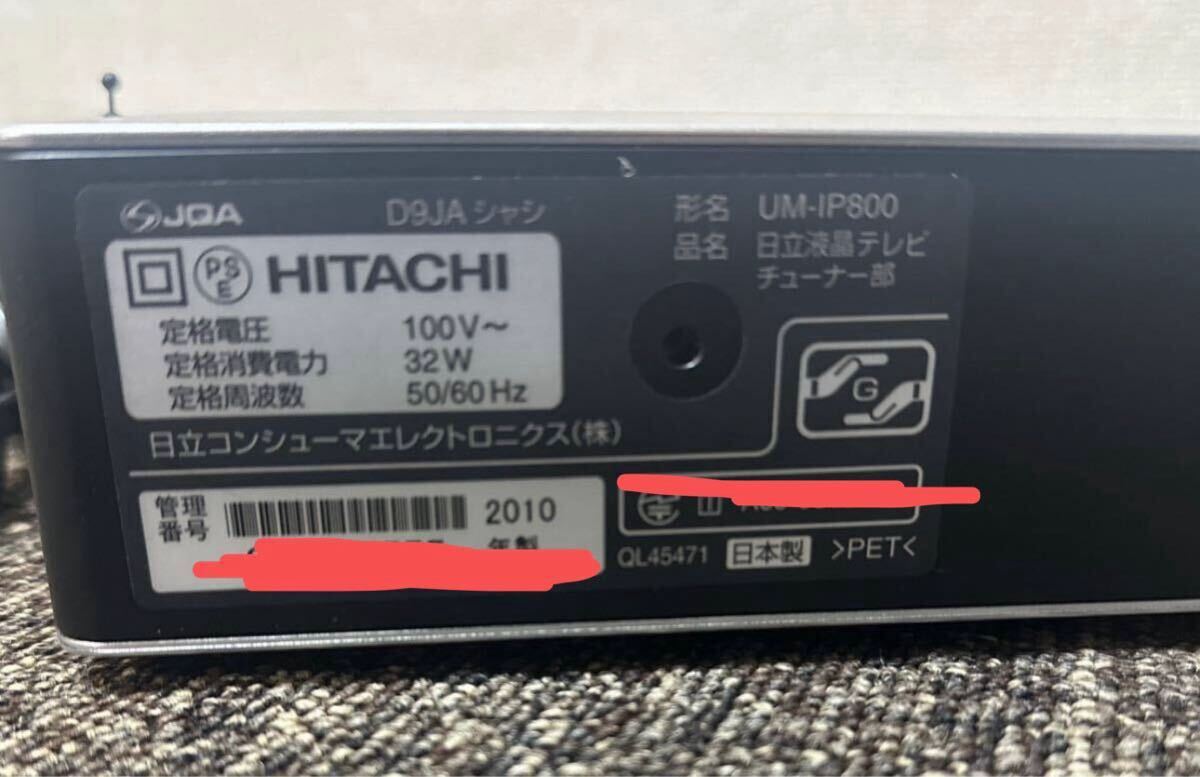 JQA
D9JA シャシ
形名 UM-IP800
品名 日立液晶テレビ
チューナー部
PS
E
HITACHI
定格電圧 100V～
定格消費電力 32W
定格周波数 50/60Hz
G
日立コンシューマエレクトロニクス(株)
管理
番号
2010
年製
QL45471 日本製 >PET<